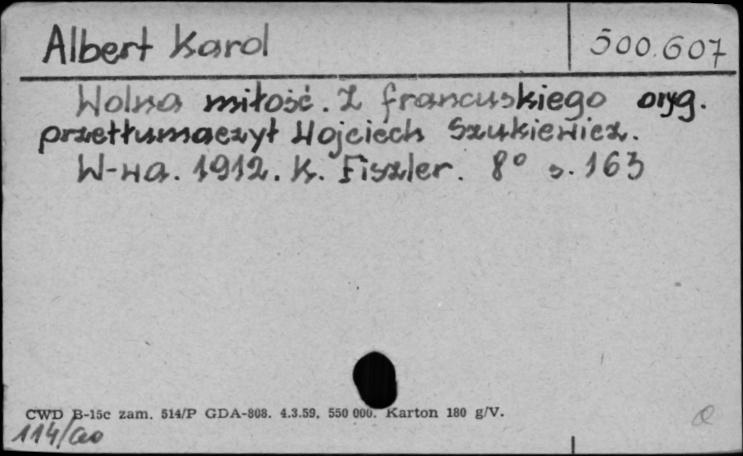 Albert Karol 500.607
Wolna miłość. Z francuskiego oryg.
przetłumaczył Wojciech Szukiewicz.
W-wa. 1912. K. Fiszler. 8° s. 163
CWD B-15c zam. 514/P GDA-808. 4.3.59. 550 000. Karton 180 g/V.
114/